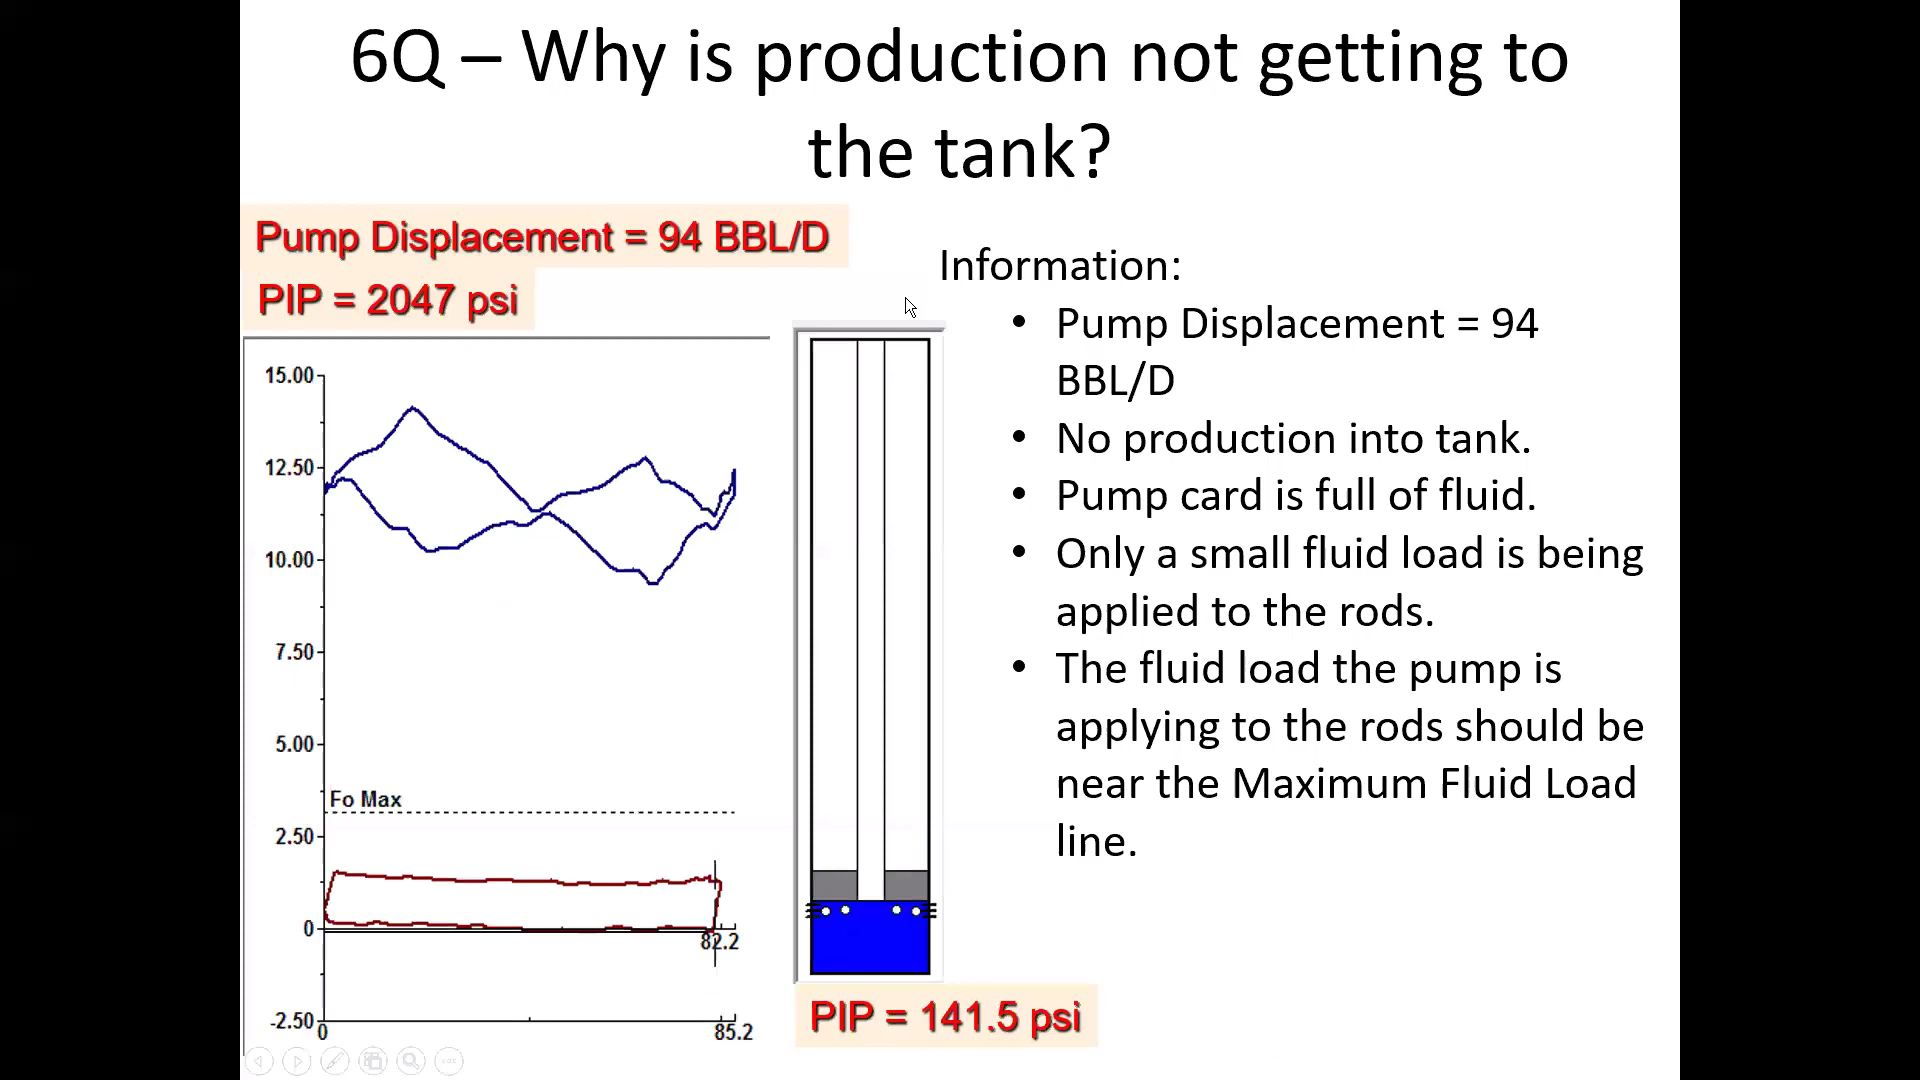 6Q – Why is production not getting to
the tank?
Pump Displacement = 94 BBL/D
PIP = 2047 psi
Information:
• Pump Displacement = 94
BBL/D
• No production into tank.
• Pump card is full of fluid.
• Only a small fluid load is being
applied to the rods.
• The fluid load the pump is
applying to the rods should be
near the Maximum Fluid Load
line.
15.00
12.50
10.00
7.50
5.00
Fo Max
2.50
0
82.2
-2.50
0
85.2
PIP = 141.5 psi